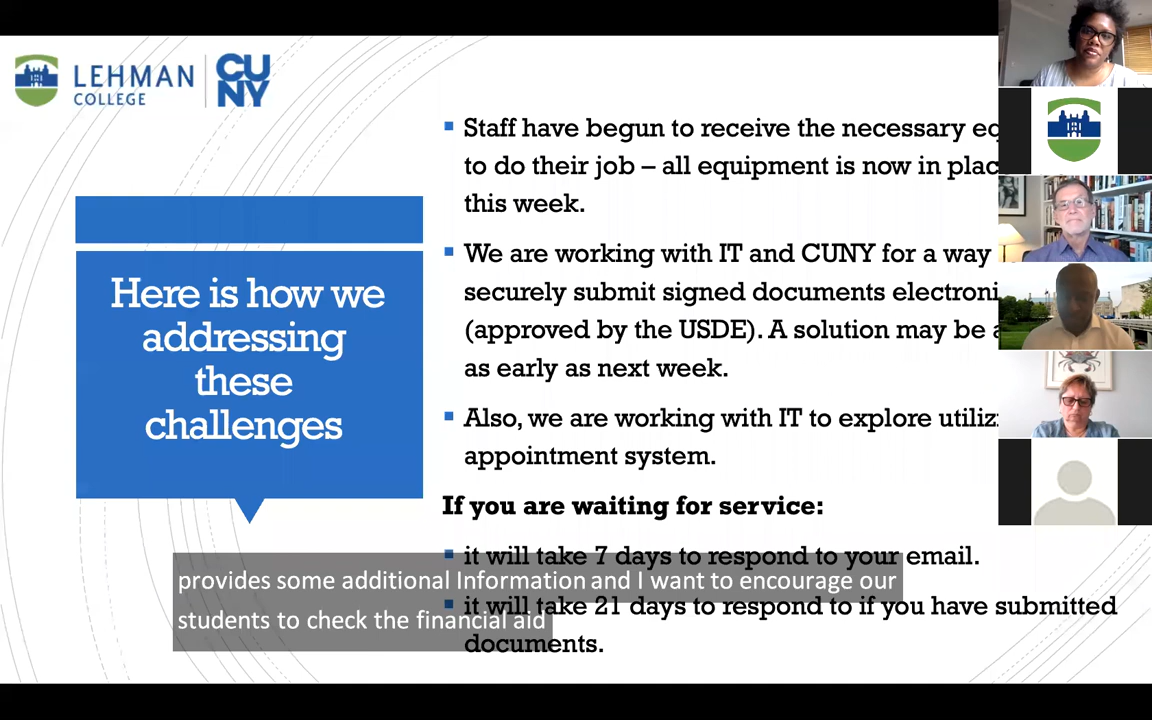 LEHMAN
COLLEGE
CU
NY
Here is how we
addressing
these
challenges
Staff have begun to receive the necessary
to do their job – all equipment is now in
this week.
We are working with IT and CUNY for a way
securely submit signed documents
(approved by the USDE). A solution may be
as early as next week.
Also, we are working with IT to explore
appointment system.
If you are waiting for service:
it will take 7 days to respond to your email.
it will take 21 days to respond to if you have submitted
documents.
provides some additional Information and I want to encourage our
students to check the financial aid